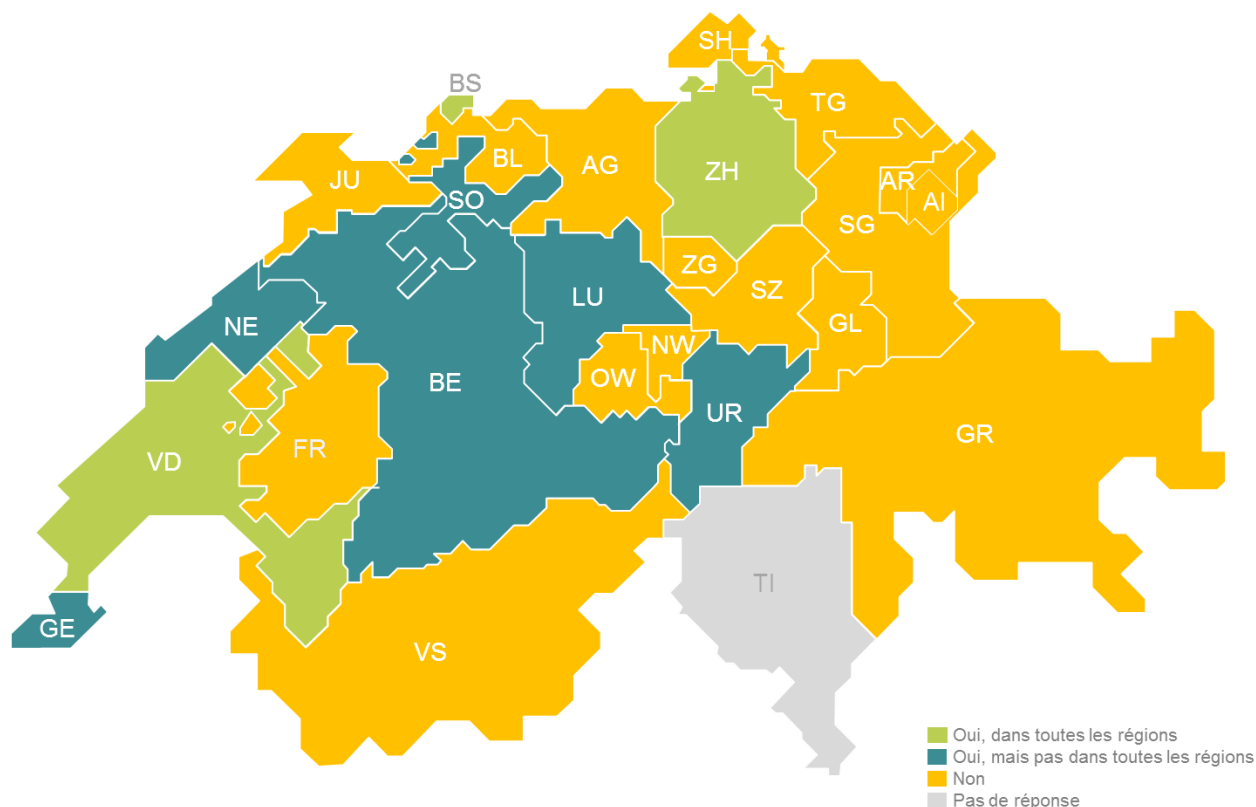 SH
BS
TG
BL
AG
ZH
JU
AR
AI
SO
SG
ZG
SZ
LU
GL
NE
NW
OW
BE
UR
GR
FR
VD
TI
GE
VS
Oui, dans toutes les régions
Oui, mais pas dans toutes les régions
Non
Pas de réponse